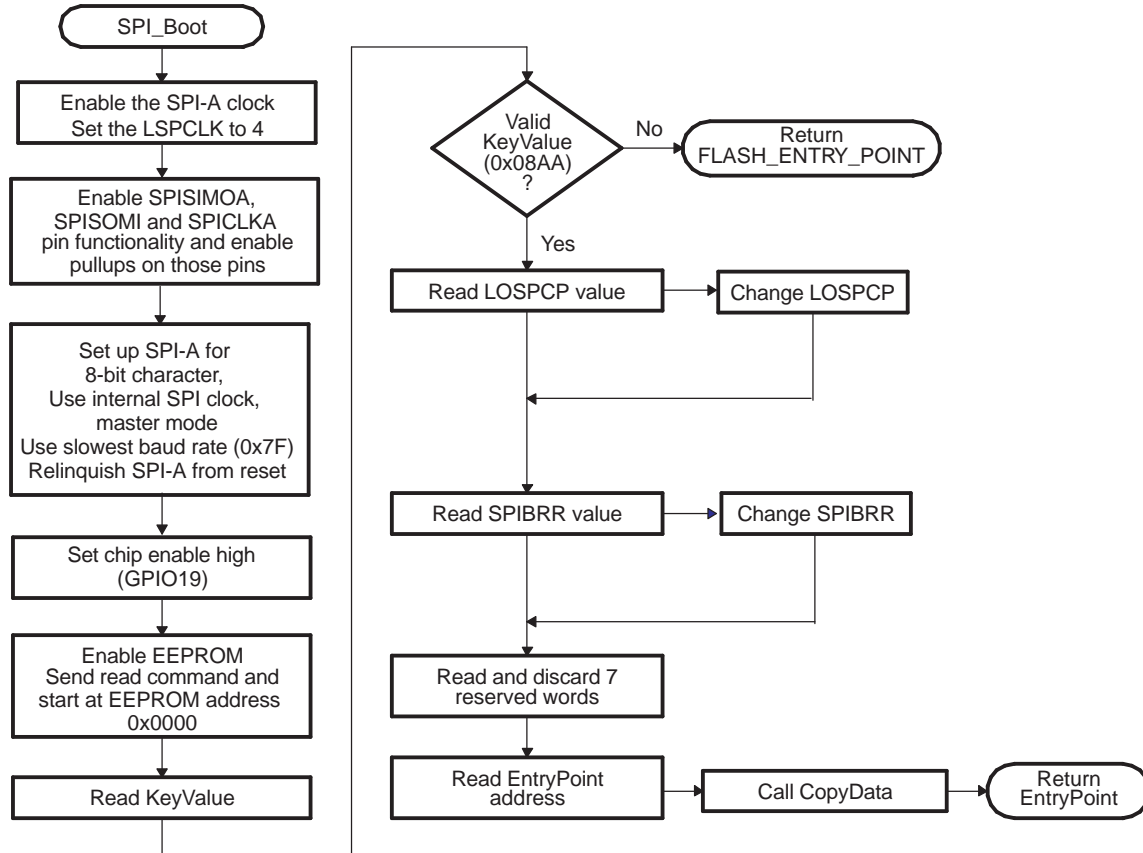 SPI_Boot
Enable the SPI-A clock
Set the LSPCLK to 4
Enable SPISIMOA,
SPISOMI and SPICLKA
pin functionality and enable
pullups on those pins
Set up SPI-A for
8-bit character,
Use internal SPI clock,
master mode
Use slowest baud rate (0x7F)
Relinquish SPI-A from reset
Set chip enable high
(GPIO19)
Enable EEPROM
Send read command and
start at EEPROM address
0x0000
Read KeyValue
Valid
KeyValue
(0x08AA)
?
No
Return
FLASH_ENTRY_POINT
Yes
Read LOSPCP value
Change LOSPCP
Read SPIBRR value
Change SPIBRR
Read and discard 7
reserved words
Read EntryPoint
address
Call CopyData
Return
EntryPoint